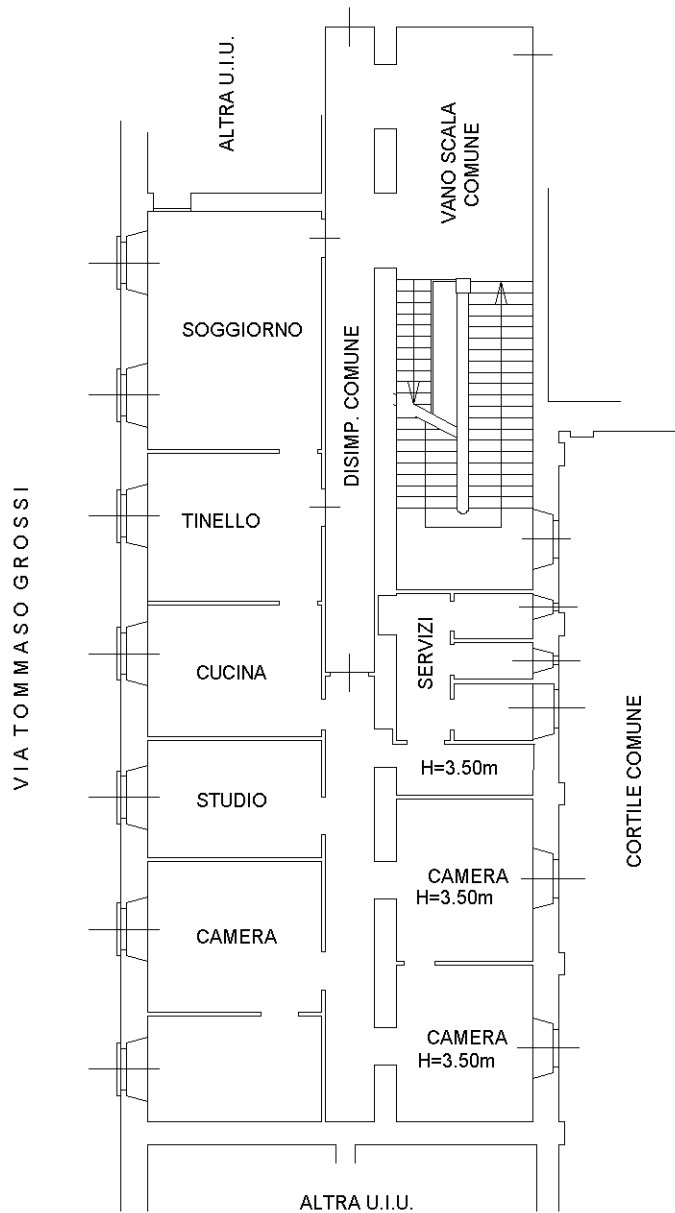 ALTRA U.I.U.
VANO SCALA
COMUNE
SOGGIORNO
DISIMP. COMUNE
VIA TOMMASO GROSSI
TINELLO
SERVIZI
CUCINA
CORTILE COMUNE
H=3.50m
STUDIO
CAMERA
H=3.50m
CAMERA
CAMERA
H=3.50m
ALTRA U.I.U.